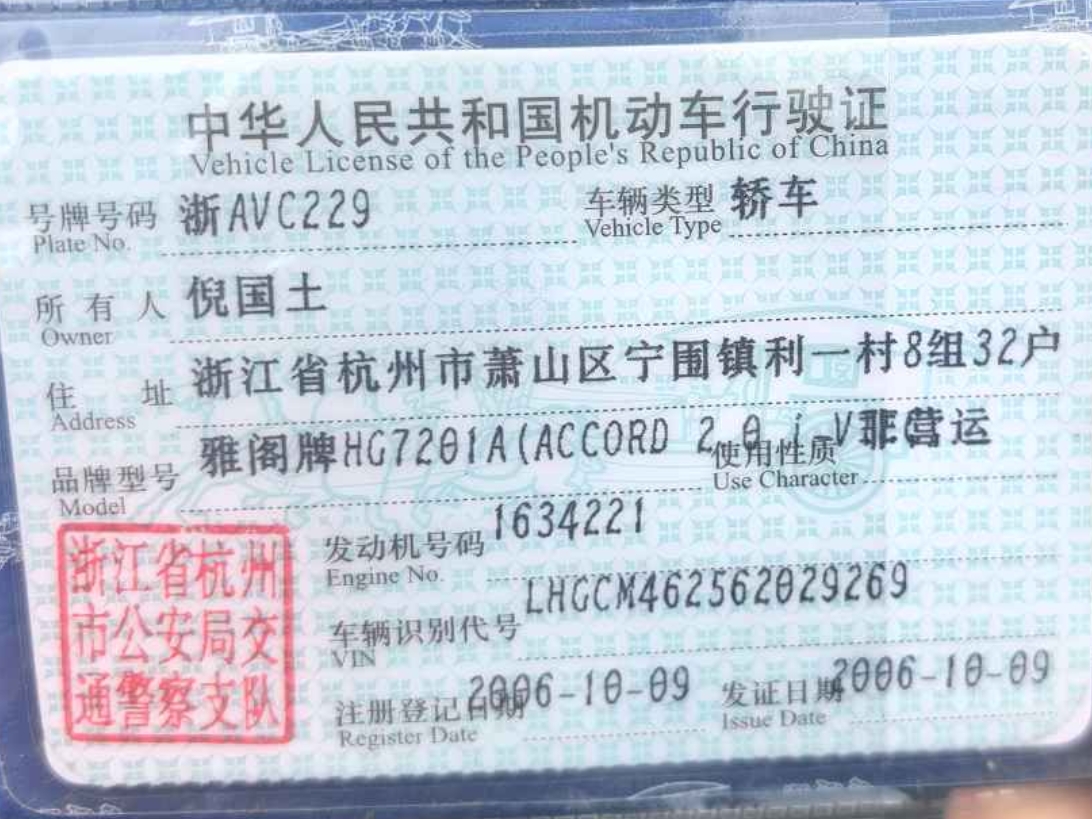 中华人民共和国机动车行驶证
Vehicle License of the People's Republic of China
号牌号码 浙AVC229 车辆类型 轿车
Plate No. Vehicle Type
所有人 倪国土
Owner
住址 浙江省杭州市萧山区宁围镇利一村8组32户
Address
品牌型号 雅阁牌HG7201A(ACCORD 2.0 i-V 使用性质 非营运
Model Use Character
发动机号码 1634221
Engine No.
车辆识别代号 LHGCM462562029269
VIN
注册登记日期 2006-10-09 发证日期 2006-10-09
Register Date Issue Date
浙江省杭州
市公安局交
通警察支队